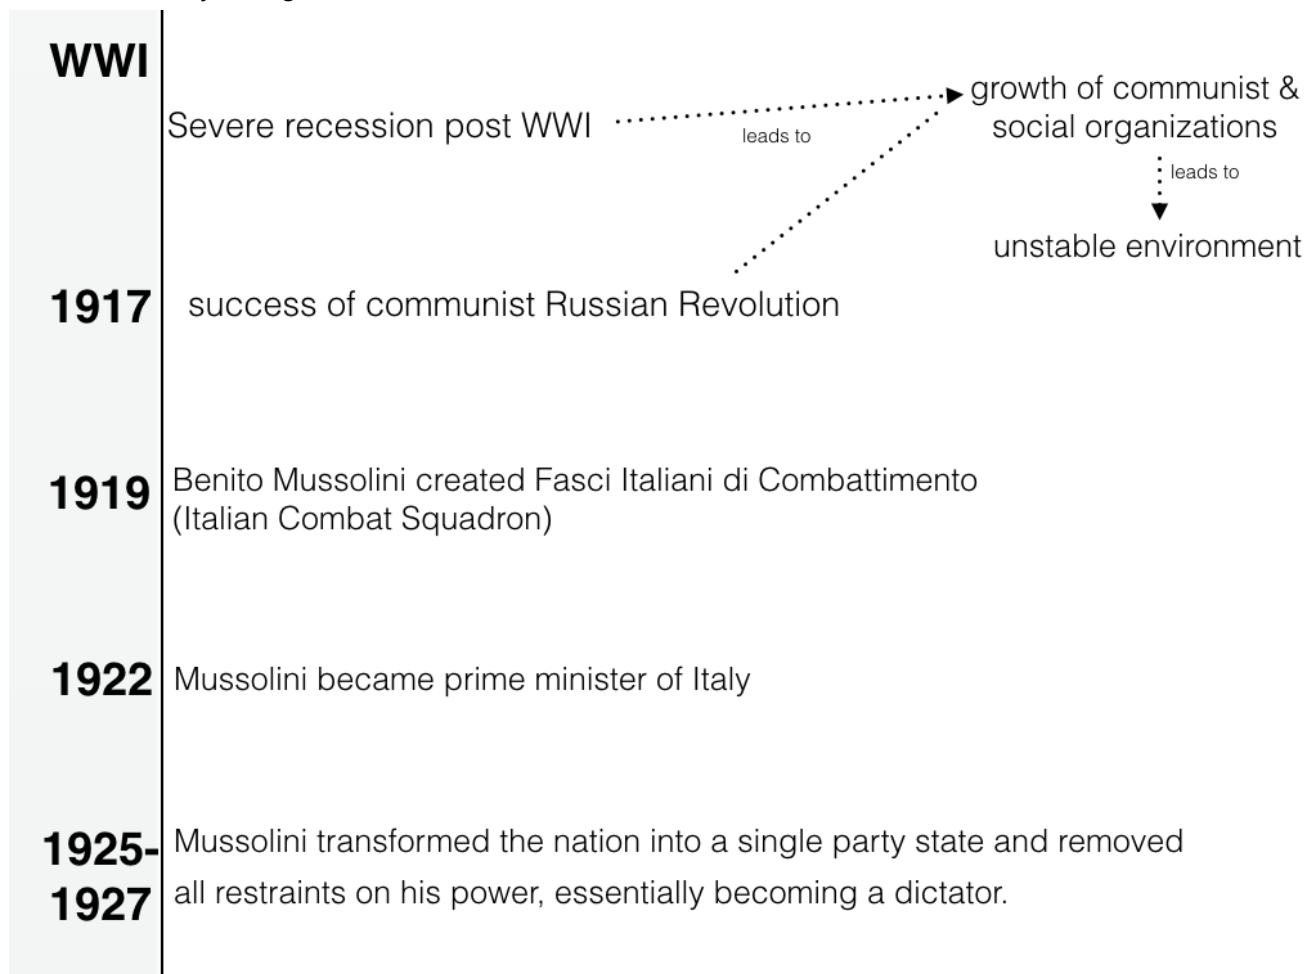 WWI
Severe recession post WWI
leads to
growth of communist &
social organizations
leads to
unstable environment
1917
success of communist Russian Revolution
1919
Benito Mussolini created Fasci Italiani di Combattimento
(Italian Combat Squadron)
1922
Mussolini became prime minister of Italy
1925-
1927
Mussolini transformed the nation into a single party state and removed
all restraints on his power, essentially becoming a dictator.